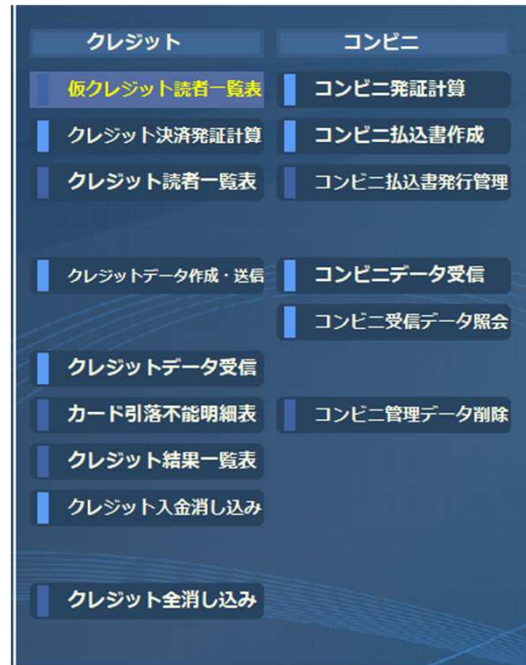 クレジット
仮クレジット読者一覧表
クレジット決済発証計算
クレジット読者一覧表
クレジットデータ作成・送信
クレジットデータ受信
カード引落不能明細表
クレジット結果一覧表
クレジット入金消し込み
クレジット全消し込み
コンビニ
コンビニ発証計算
コンビニ払込書作成
コンビニ払込書発行管理
コンビニデータ受信
コンビニ受信データ照会
コンビニ管理データ削除